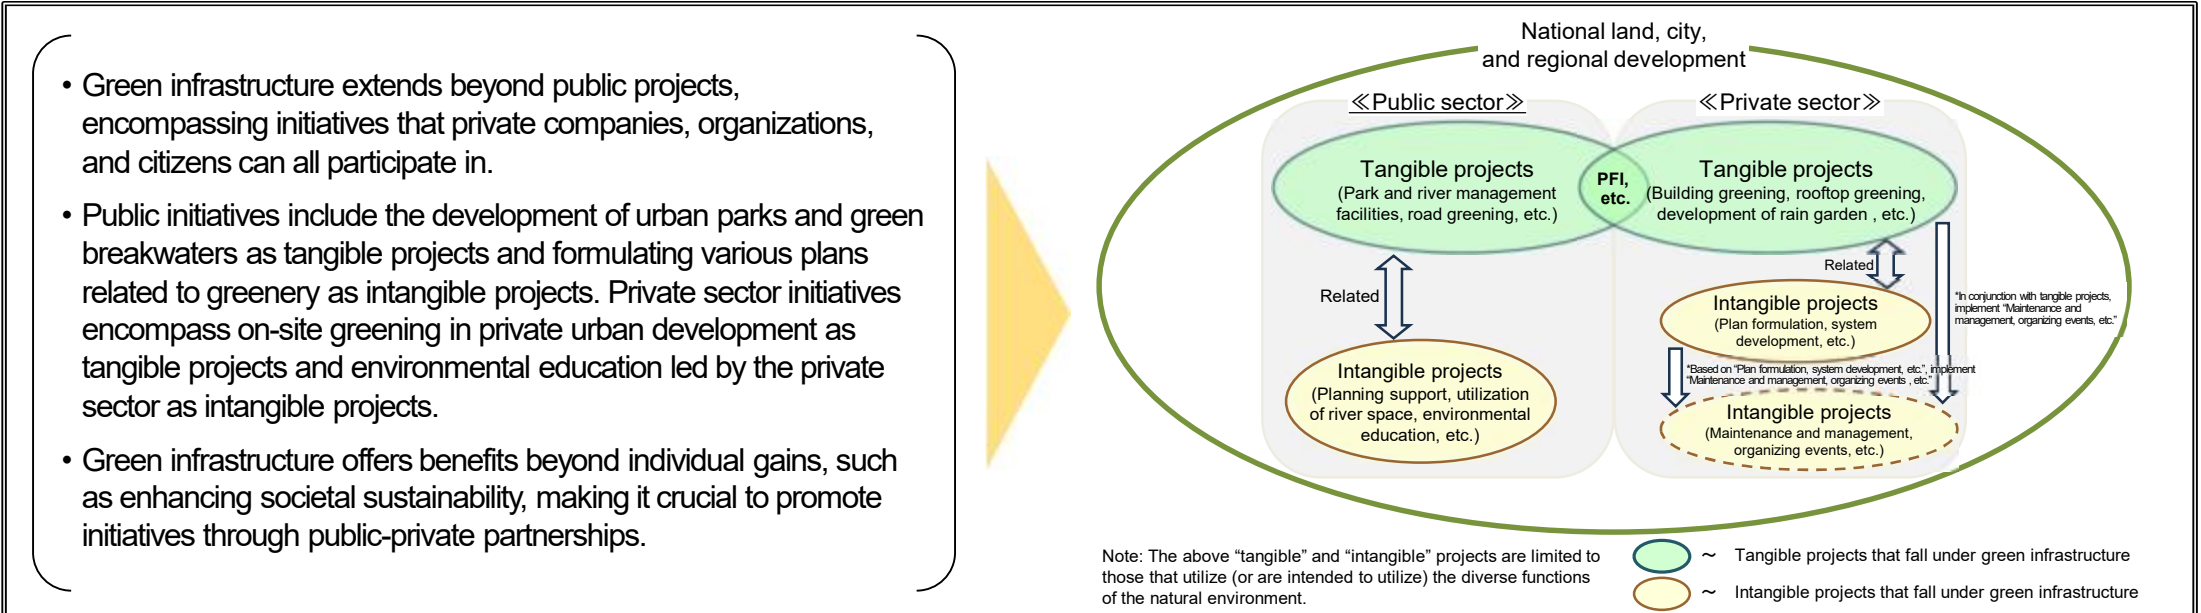 • Green infrastructure extends beyond public projects,
encompassing initiatives that private companies, organizations,
and citizens can all participate in.
• Public initiatives include the development of urban parks and green
breakwaters as tangible projects and formulating various plans
related to greenery as intangible projects. Private sector initiatives
encompass on-site greening in private urban development as
tangible projects and environmental education led by the private
sector as intangible projects.
• Green infrastructure offers benefits beyond individual gains, such
as enhancing societal sustainability, making it crucial to promote
initiatives through public-private partnerships.
National land, city,
and regional development
≪Public sector≫
≪Private sector≫
Tangible projects
(Park and river management
facilities, road greening, etc.)
PFI,
etc.
Tangible projects
(Building greening, rooftop greening,
development of rain garden , etc.)
Related
Related
Intangible projects
(Planning support, utilization
of river space, environmental
education, etc.)
Intangible projects
(Plan formulation, system
development, etc.)
*In conjunction with tangible projects,
implement “Maintenance and
management, organizing events, etc.”
*Based on “Plan formulation, system development, etc.”, implement
“Maintenance and management, organizing events , etc.”
Intangible projects
(Maintenance and management,
organizing events, etc.)
Note: The above “tangible” and “intangible” projects are limited to
those that utilize (or are intended to utilize) the diverse functions
of the natural environment.
~ Tangible projects that fall under green infrastructure
~ Intangible projects that fall under green infrastructure